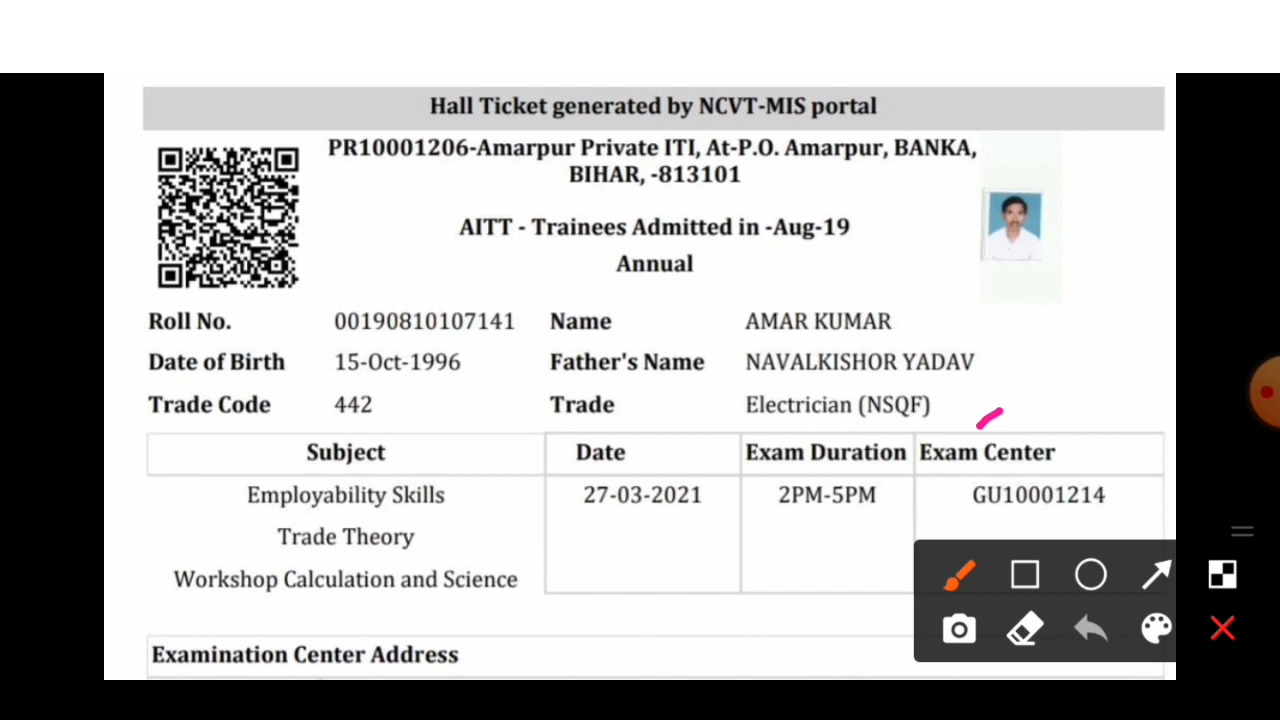 Hall Ticket generated by NCVT-MIS portal
PR10001206-Amarpur Private ITI, At-P.O. Amarpur, BANKA,
BIHAR, -813101
AITT - Trainees Admitted in -Aug-19
Annual
Roll No. 00190810107141 Name AMAR KUMAR
Date of Birth 15-Oct-1996 Father's Name NAVALKISHOR YADAV
Trade Code 442 Trade Electrician (NSQF)
Subject Date Exam Duration Exam Center
Employability Skills 27-03-2021 2PM-5PM GU10001214
Trade Theory
Workshop Calculation and Science
Examination Center Address